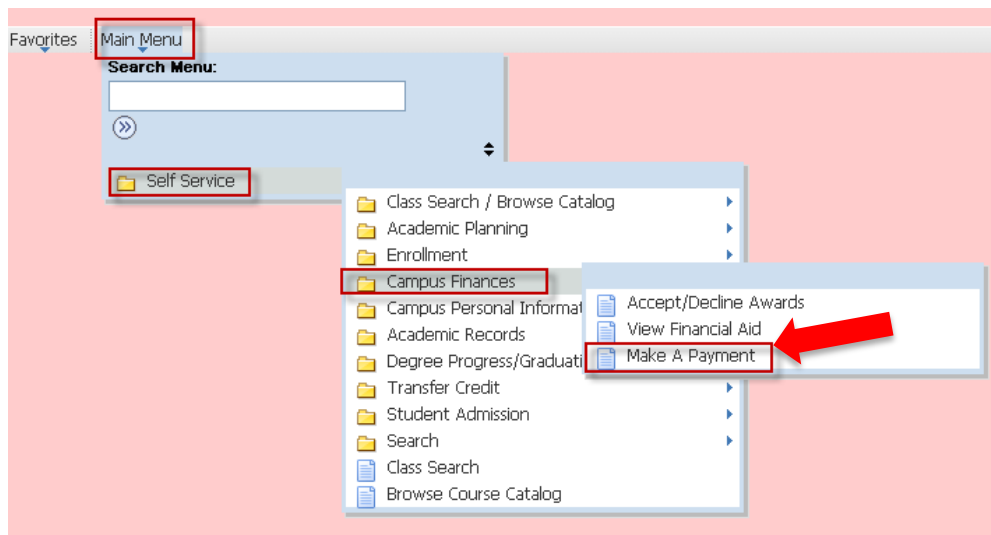 Favorites
Main Menu
Search Menu:
Self Service
Class Search / Browse Catalog
Academic Planning
Enrollment
Campus Finances
Campus Personal Informat
Academic Records
Degree Progress/Graduati
Transfer Credit
Student Admission
Search
Class Search
Browse Course Catalog
Accept/Decline Awards
View Financial Aid
Make A Payment